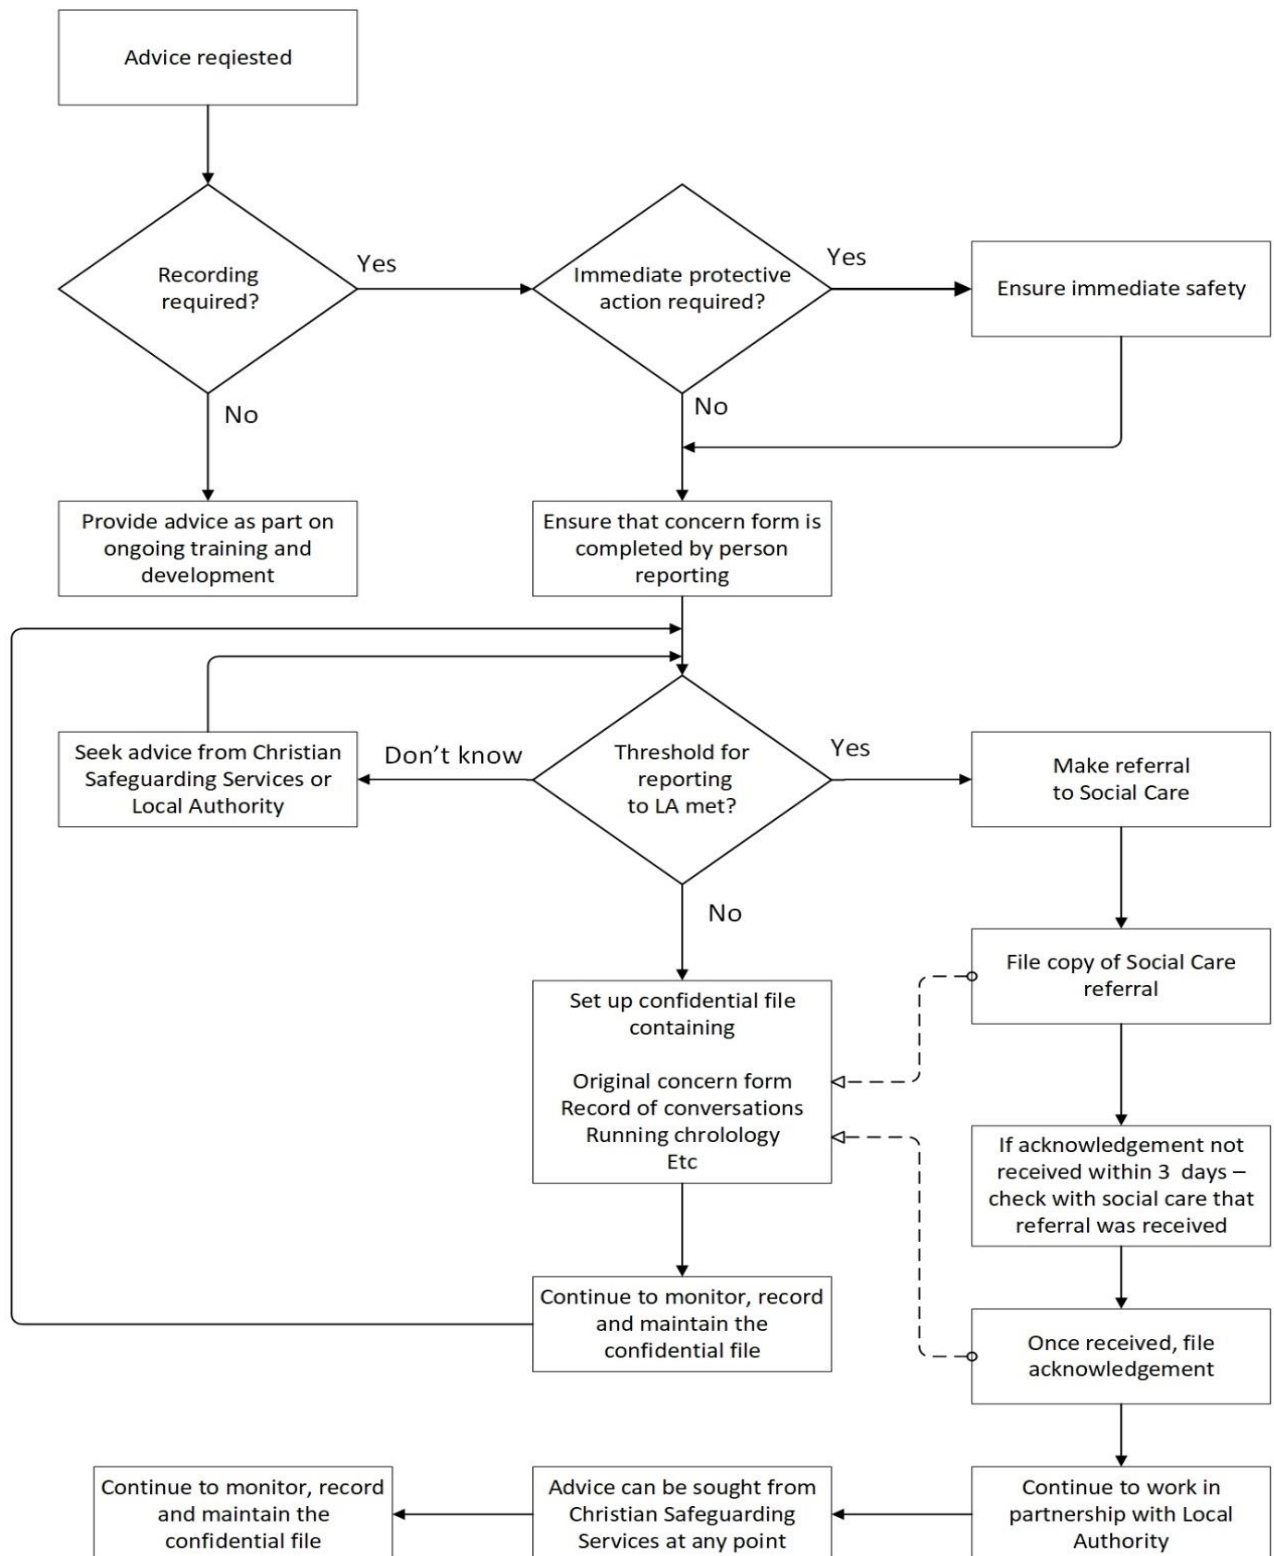 Advice reqiested
Yes
Yes
Recording
required?
Immediate protective
action required?
Ensure immediate safety
No
No
Provide advice as part on
ongoing training and
development
Ensure that concern form is
completed by person
reporting
Seek advice from Christian
Safeguarding Services or
Local Authority
Don’t know
Threshold for
reporting
to LA met?
Yes
Make referral
to Social Care
No
File copy of Social Care
referral
Set up confidential file
containing
Original concern form
Record of conversations
Running chrolology
Etc
If acknowledgement not
received within 3 days –
check with social care that
referral was received
Continue to monitor, record
and maintain the
confidential file
Once received, file
acknowledgement
Continue to monitor, record
and maintain the
confidential file
Advice can be sought from
Christian Safeguarding
Services at any point
Continue to work in
partnership with Local
Authority